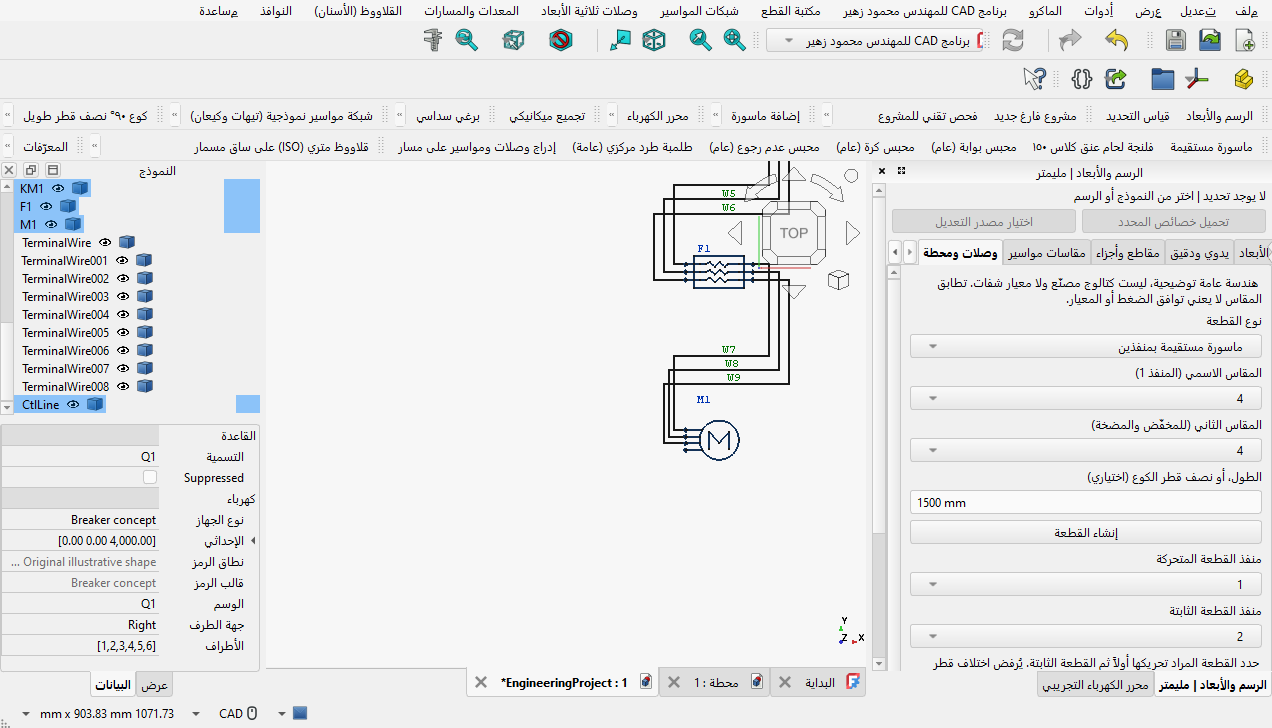 ملف تعديل عرض أدوات الماكرو برنامج CAD للمهندس محمود زهير مكتبة القطع شبكات المواسير وصلات ثلاثية الأبعاد المعدات والمسارات القلاووظ (الأسنان) النوافذ مساعدة
برنامج CAD للمهندس محمود زهير
الرسم والأبعاد قياس التحديد مشروع فارغ جديد فحص تقني للمشروع « إضافة ماسورة « محرر الكهرباء « تجميع ميكانيكي برغي سداسي « شبكة مواسير نموذجية (تيهات وكيعان) « كوع ٩٠° نصف قطر طويل «
ماسورة مستقيمة فلنجة لحام عنق كلاس ١٥٠ محبس بوابة (عام) محبس كرة (عام) محبس عدم رجوع (عام) طلمبة طرد مركزي (عامة) إدراج وصلات ومواسير على مسار قلاووظ متري (ISO) على ساق مسمار « المعرّفات «
الرسم والأبعاد | مليمتر
لا يوجد تحديد | اختر من النموذج أو الرسم
تحميل خصائص المحدد
اختيار مصدر التعديل
الأبعاد
يدوي ودقيق
مقاطع وأجزاء
مقاسات مواسير
وصلات ومحطة
هندسة عامة توضيحية، ليست كتالوج مصنّع ولا معيار شفات. تطابق
المقاس لا يعني توافق الضغط أو المعيار.
نوع القطعة
ماسورة مستقيمة بمنفذين
المقاس الاسمي (المنفذ 1)
4
المقاس الثاني (للمخفّض والمضخة)
4
الطول، أو نصف قطر الكوع (اختياري)
1500 mm
إنشاء القطعة
منفذ القطعة المتحركة
1
منفذ القطعة الثابتة
2
حدد القطعة المراد تحريكها أولاً ثم القطعة الثابتة. يُرفض اختلاف قطر
الرسم والأبعاد | مليمتر
محرر الكهرباء التجريبي
W5
W6
F1
TOP
W7
W8
W9
M1
M
Y
Z
X
النموذج
KM1
F1
M1
TerminalWire
TerminalWire001
TerminalWire002
TerminalWire003
TerminalWire004
TerminalWire005
TerminalWire006
TerminalWire007
TerminalWire008
CtlLine
القاعدة
التسمية Q1
Suppressed
كهرباء
نوع الجهاز Breaker concept
الإحداثي [0.00 0.00 4,000.00]
نطاق الرمز Original illustrative shape ...
قالب الرمز Breaker concept
الوسم Q1
جهة الطرف Right
الأطراف [1,2,3,4,5,6]
عرض
البيانات
البداية
محطة : 1
EngineeringProject : 1*
CAD
1071.73 mm x 903.83 mm